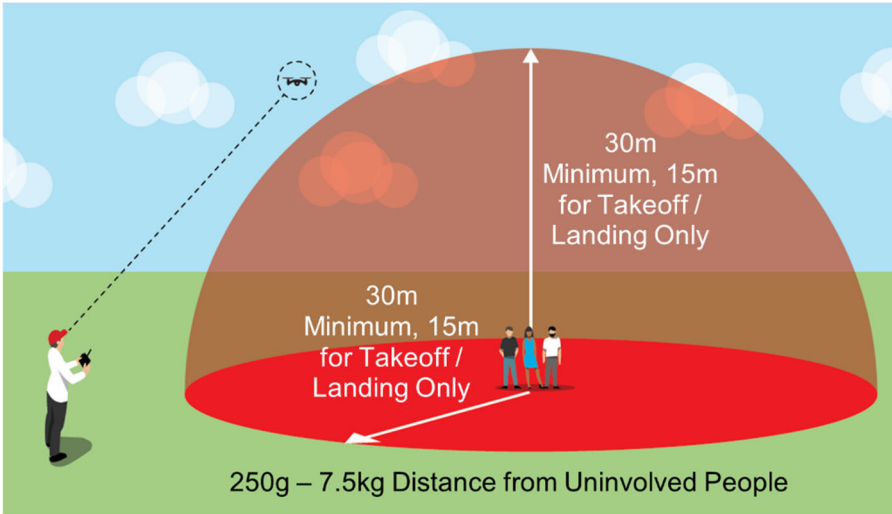 30m
Minimum, 15m
for Takeoff /
Landing Only
30m
Minimum, 15m
for Takeoff /
Landing Only
250g – 7.5kg Distance from Uninvolved People